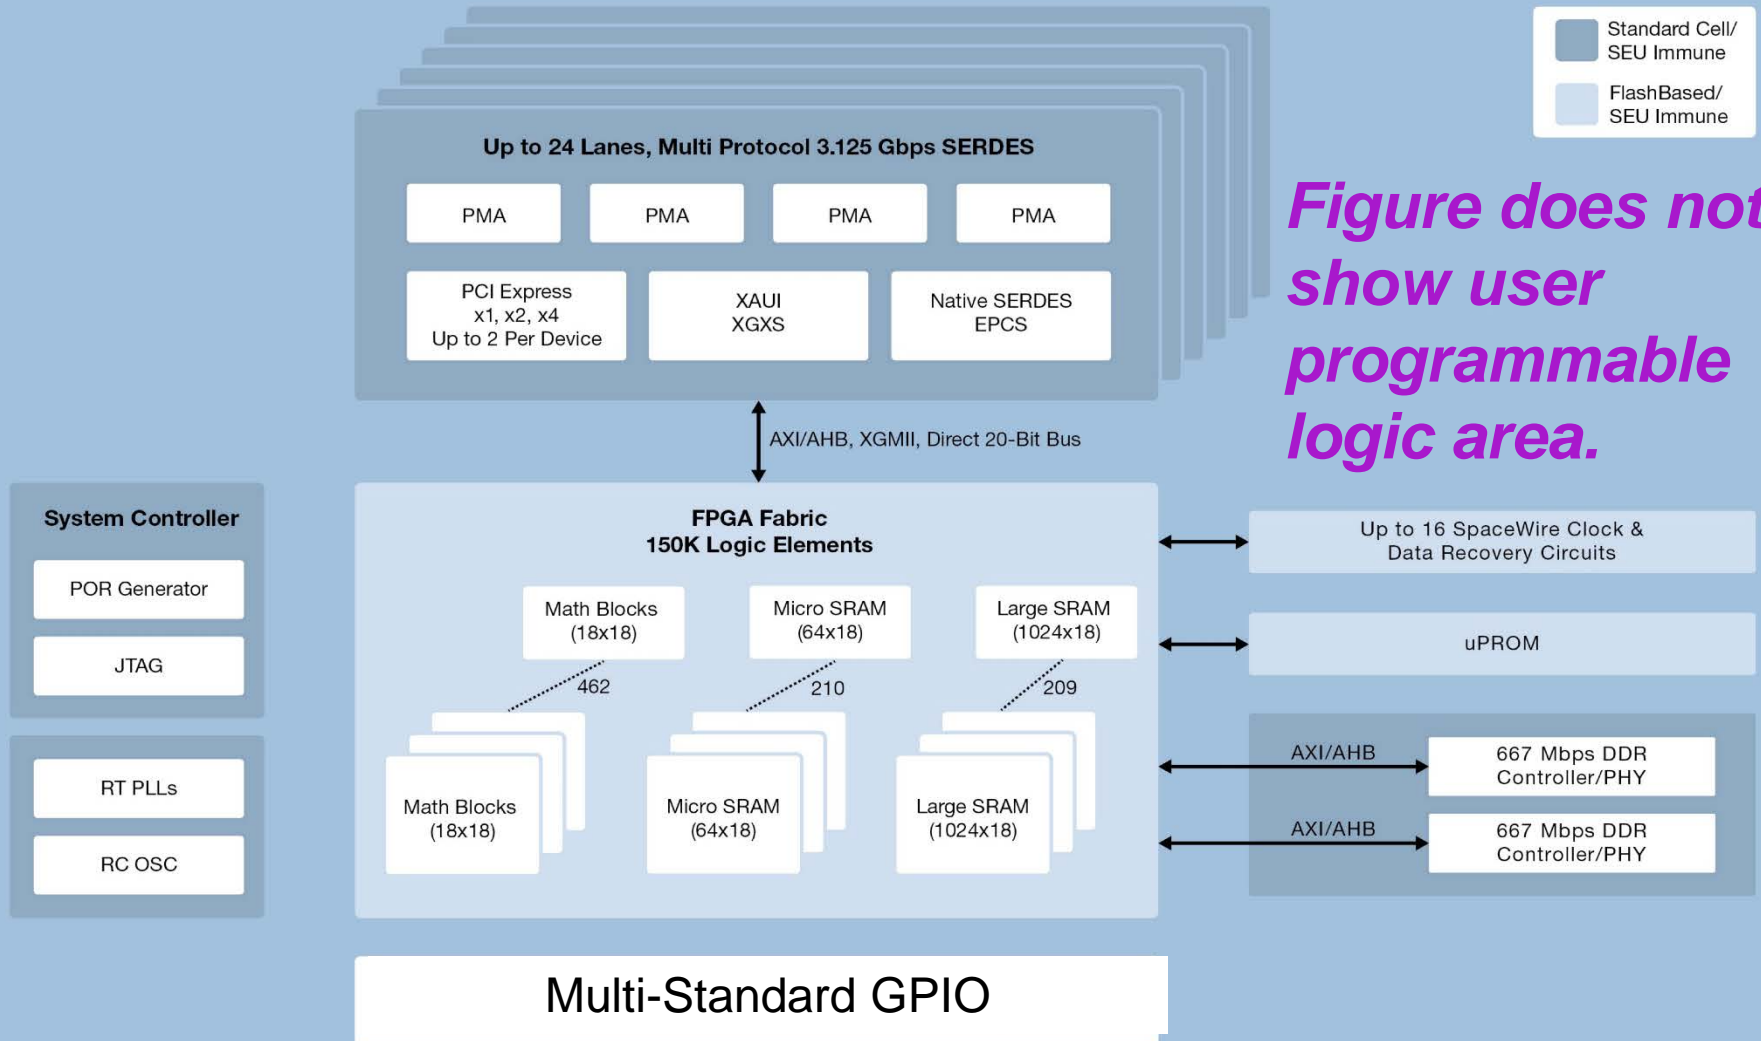 Standard Cell/
SEU Immune
FlashBased/
SEU Immune
Up to 24 Lanes, Multi Protocol 3.125 Gbps SERDES
PMA
PMA
PMA
PMA
PCI Express
x1, x2, x4
Up to 2 Per Device
XAUI
XGXS
Native SERDES
EPCS
Figure does not
show user
programmable
logic area.
AXI/AHB, XGMII, Direct 20-Bit Bus
System Controller
POR Generator
JTAG
RT PLLs
RC OSC
FPGA Fabric
150K Logic Elements
Math Blocks
(18x18)
Micro SRAM
(64x18)
Large SRAM
(1024x18)
462
210
209
Math Blocks
(18x18)
Micro SRAM
(64x18)
Large SRAM
(1024x18)
Up to 16 SpaceWire Clock &
Data Recovery Circuits
uPROM
AXI/AHB
667 Mbps DDR
Controller/PHY
AXI/AHB
667 Mbps DDR
Controller/PHY
Multi-Standard GPIO